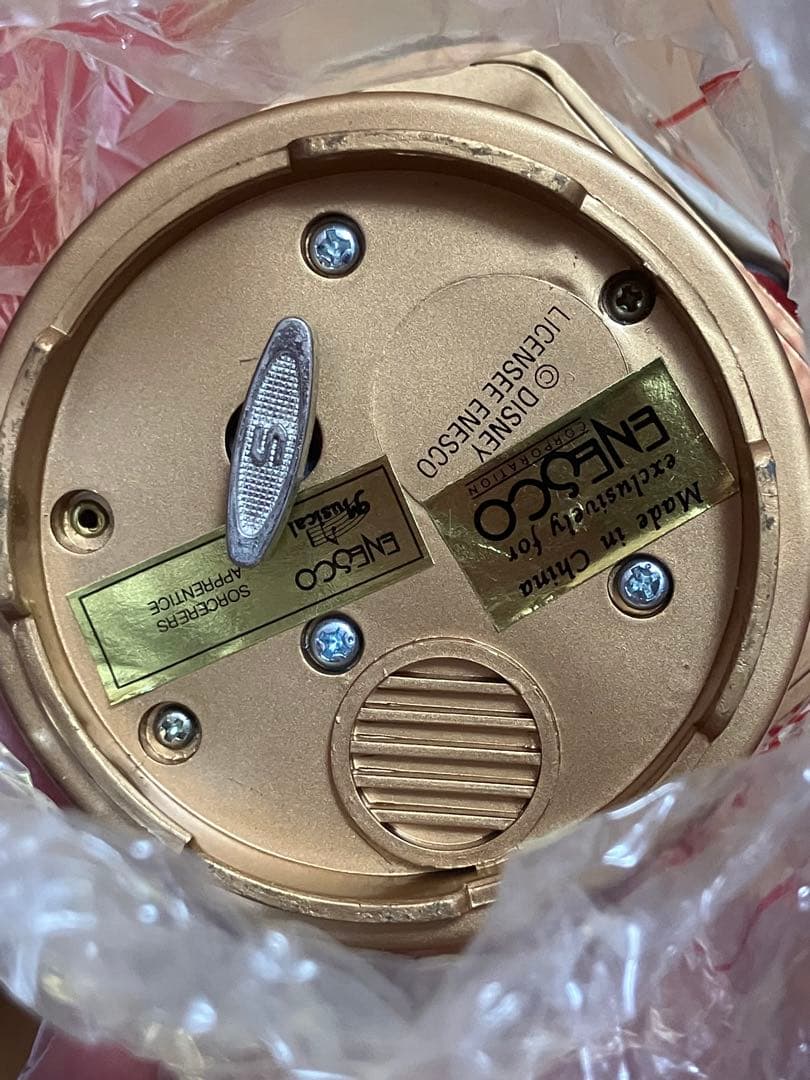 © DISNEY
LICENSEE ENESCO
Made in China
exclusively for
ENESCO
CORPORATION
ENESCO
Musical
SORCERERS
APPRENTICE
S